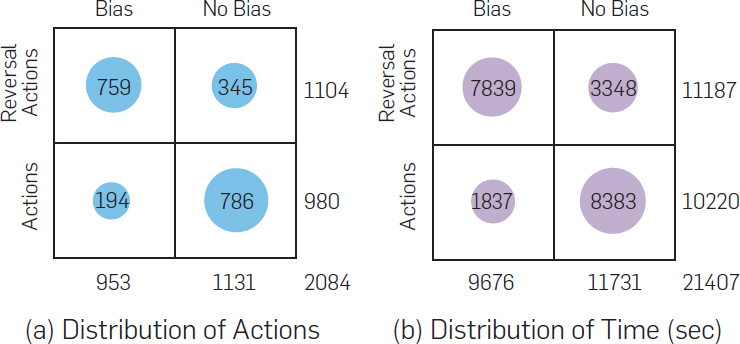 Bias No Bias
Reversal
Actions
759 345 1104
Actions
194 786 980
953 1131 2084
(a) Distribution of Actions
Bias No Bias
Reversal
Actions
7839 3348 11187
Actions
1837 8383 10220
9676 11731 21407
(b) Distribution of Time (sec)